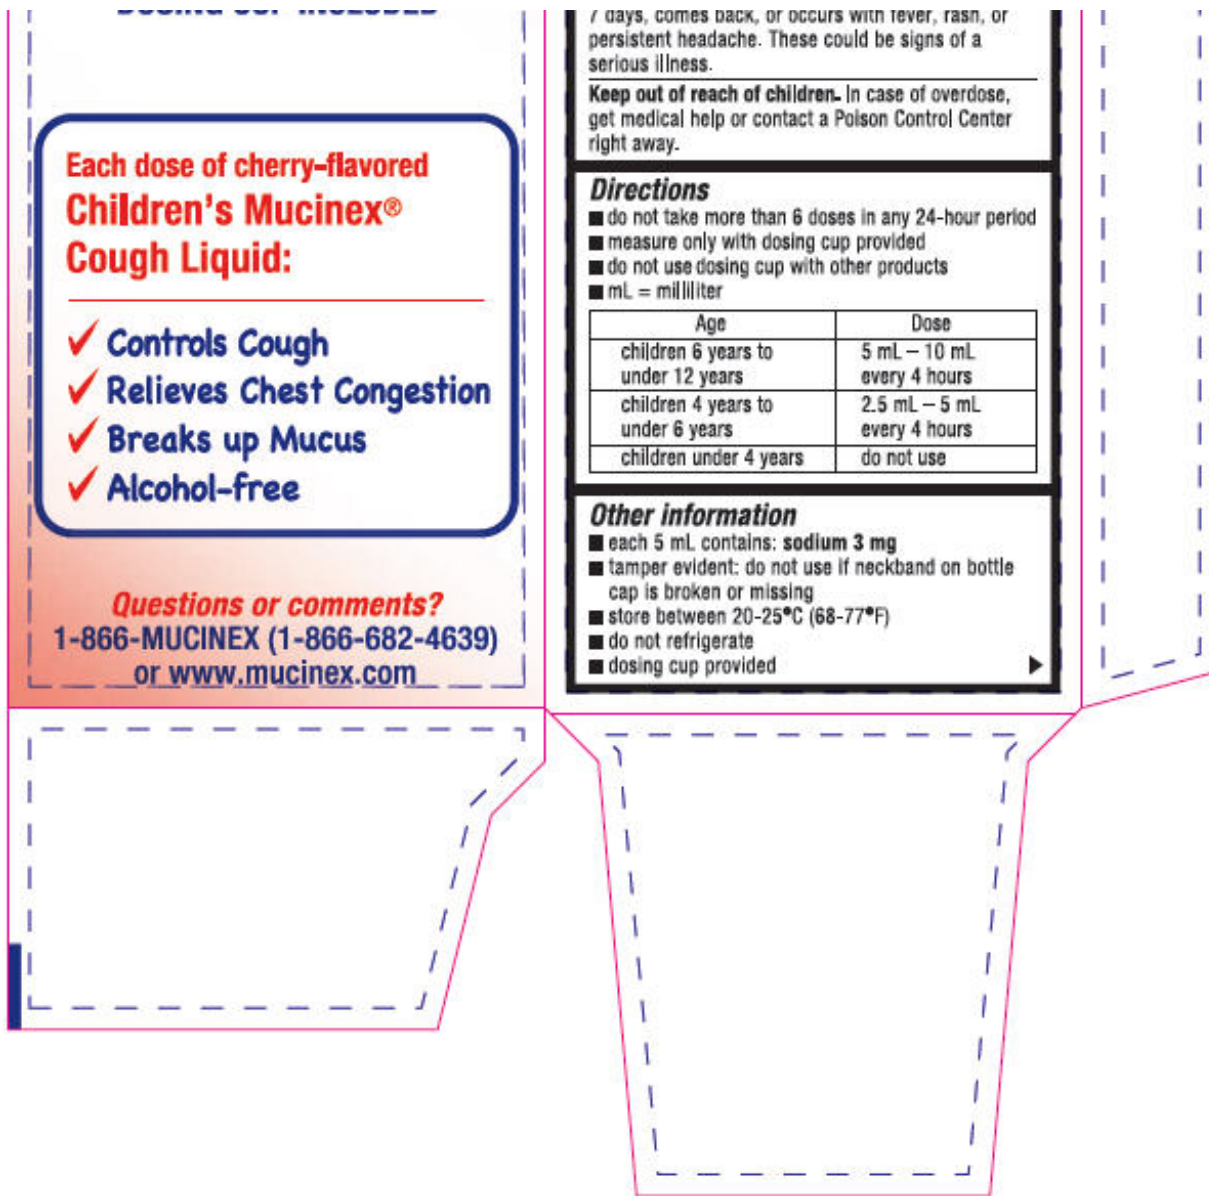 DOSING CUP INCLUDED
Each dose of cherry-flavored
Children's Mucinex®
Cough Liquid:
✓ Controls Cough
✓ Relieves Chest Congestion
✓ Breaks up Mucus
✓ Alcohol-free
Questions or comments?
1-866-MUCINEX (1-866-682-4639)
or www.mucinex.com
7 days, comes back, or occurs with fever, rash, or
persistent headache. These could be signs of a
serious illness.
Keep out of reach of children. In case of overdose,
get medical help or contact a Poison Control Center
right away.
Directions
■ do not take more than 6 doses in any 24-hour period
■ measure only with dosing cup provided
■ do not use dosing cup with other products
■ mL = milliliter
Age Dose
children 6 years to 5 mL – 10 mL
under 12 years every 4 hours
children 4 years to 2.5 mL – 5 mL
under 6 years every 4 hours
children under 4 years do not use
Other information
■ each 5 mL contains: sodium 3 mg
■ tamper evident: do not use if neckband on bottle
cap is broken or missing
■ store between 20-25°C (68-77°F)
■ do not refrigerate
■ dosing cup provided